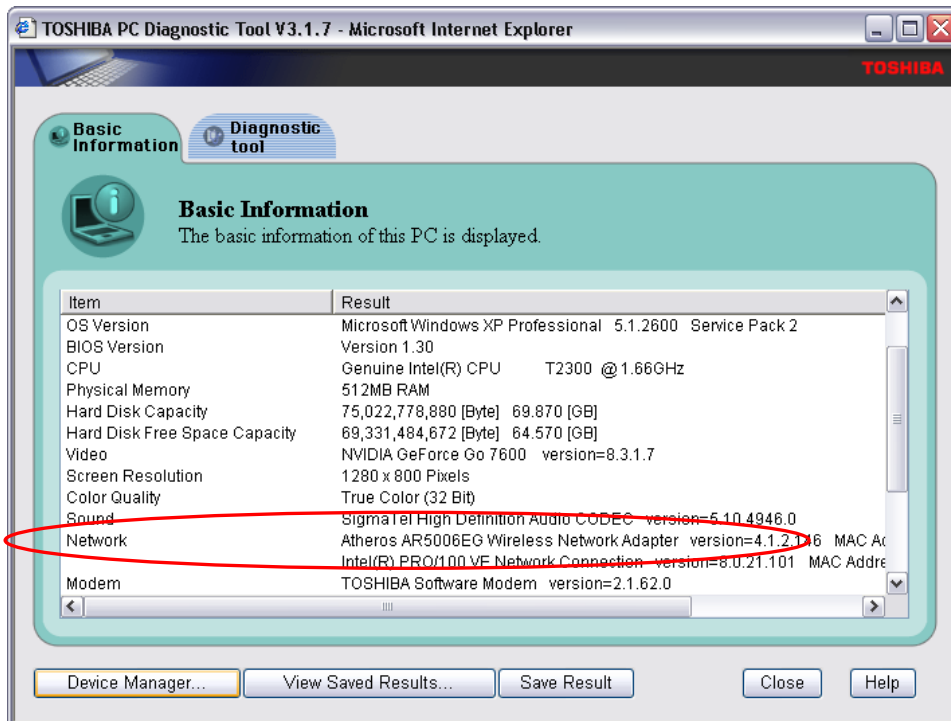 TOSHIBA PC Diagnostic Tool V3.1.7 - Microsoft Internet Explorer
TOSHIBA
Basic Information
Diagnostic tool
Basic Information
The basic information of this PC is displayed.
Item Result
OS Version Microsoft Windows XP Professional 5.1.2600 Service Pack 2
BIOS Version Version 1.30
CPU Genuine Intel(R) CPU T2300 @ 1.66GHz
Physical Memory 512MB RAM
Hard Disk Capacity 75,022,778,880 [Byte] 69.870 [GB]
Hard Disk Free Space Capacity 69,331,484,672 [Byte] 64.570 [GB]
Video NVIDIA GeForce Go 7600 version=8.3.1.7
Screen Resolution 1280 x 800 Pixels
Color Quality True Color (32 Bit)
Sound SigmaTel High Definition Audio CODEC version=5.10.4946.0
Network Atheros AR5006EG Wireless Network Adapter version=4.1.2.146 MAC Ad
Intel(R) PRO/100 VE Network Connection version=8.0.21.101 MAC Addre
Modem TOSHIBA Software Modem version=2.1.62.0
Device Manager... View Saved Results... Save Result Close Help